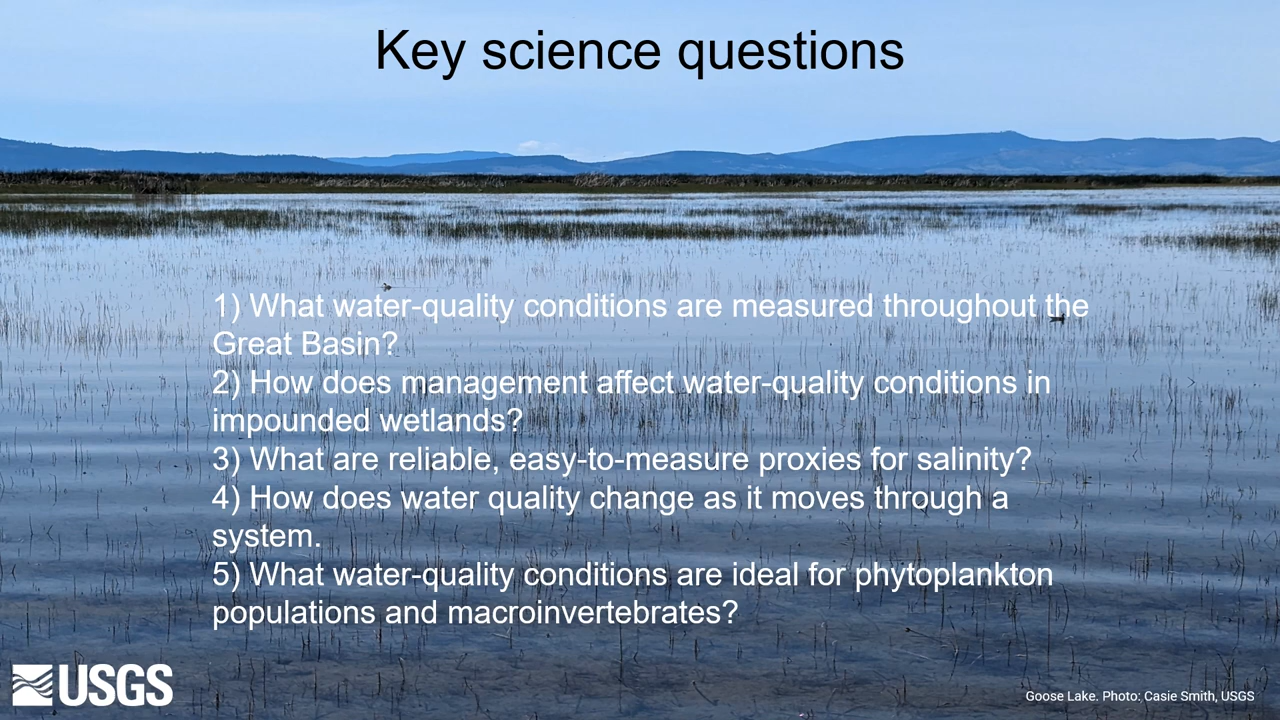 Key science questions
1) What water-quality conditions are measured throughout the
Great Basin?
2) How does management affect water-quality conditions in
impounded wetlands?
3) What are reliable, easy-to-measure proxies for salinity?
4) How does water quality change as it moves through a
system.
5) What water-quality conditions are ideal for phytoplankton
populations and macroinvertebrates?
USGS
Goose Lake. Photo: Casie Smith, USGS